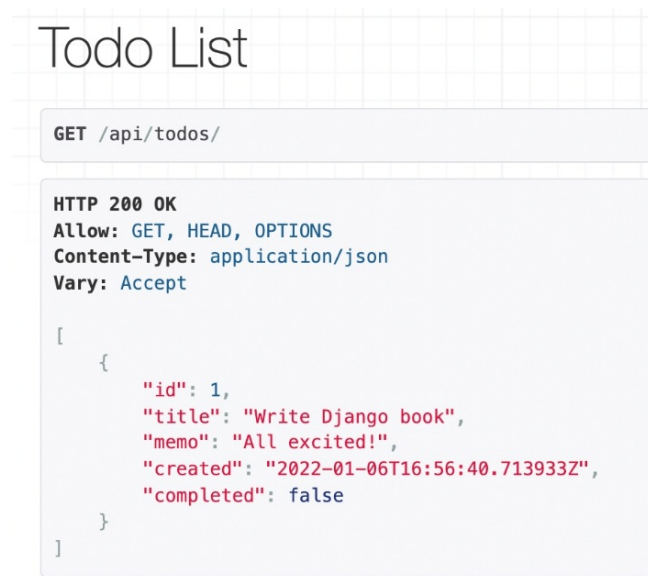 Todo List
GET /api/todos/
HTTP 200 OK
Allow: GET, HEAD, OPTIONS
Content-Type: application/json
Vary: Accept
[
    {
        "id": 1,
        "title": "Write Django book",
        "memo": "All excited!",
        "created": "2022-01-06T16:56:40.713933Z",
        "completed": false
    }
]